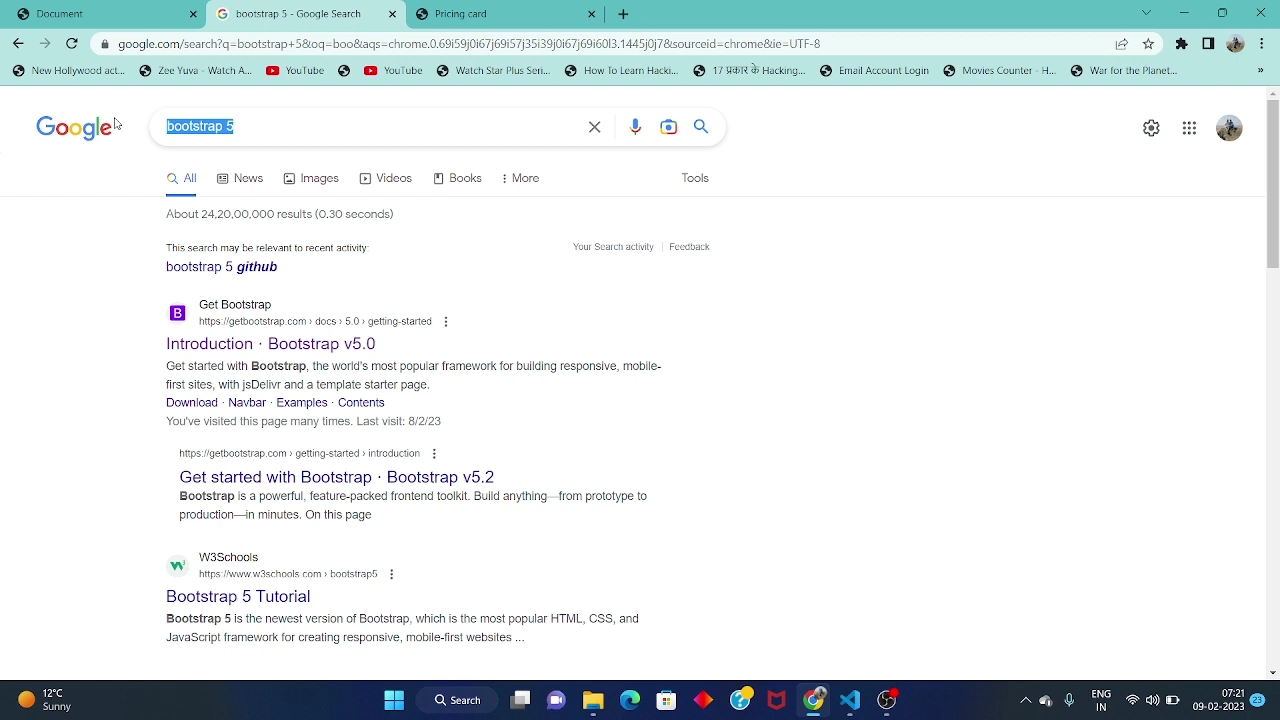 Document
bootstrap 5 - Google Search
Pricing card
google.com/search?q=bootstrap+5&oq=boo&aqs=chrome.0.69i59j0i67j69i57j35i39j0i67j69i60l3.1445j0j7&sourceid=chrome&ie=UTF-8
New Hollywood act...
Zee Yuva - Watch A...
YouTube
YouTube
Watch Star Plus Seri...
How To Learn Hacki...
17 प्रकार के Hacking...
Email Account Login
Movies Counter - H...
War for the Planet...
»
Google
bootstrap 5
All
News
Images
Videos
Books
More
Tools
About 24,20,00,000 results (0.30 seconds)
This search may be relevant to recent activity:
Your Search activity
Feedback
bootstrap 5 github
B
Get Bootstrap
https://getbootstrap.com › docs › 5.0 › getting-started
Introduction · Bootstrap v5.0
Get started with Bootstrap, the world's most popular framework for building responsive, mobile-
first sites, with jsDelivr and a template starter page.
Download · Navbar · Examples · Contents
You've visited this page many times. Last visit: 8/2/23
https://getbootstrap.com › getting-started › introduction
Get started with Bootstrap · Bootstrap v5.2
Bootstrap is a powerful, feature-packed frontend toolkit. Build anything—from prototype to
production—in minutes. On this page
W3Schools
https://www.w3schools.com › bootstrap5
Bootstrap 5 Tutorial
Bootstrap 5 is the newest version of Bootstrap, which is the most popular HTML, CSS, and
JavaScript framework for creating responsive, mobile-first websites ...
12°C
Sunny
Search
ENG
IN
07:21
09-02-2023
23